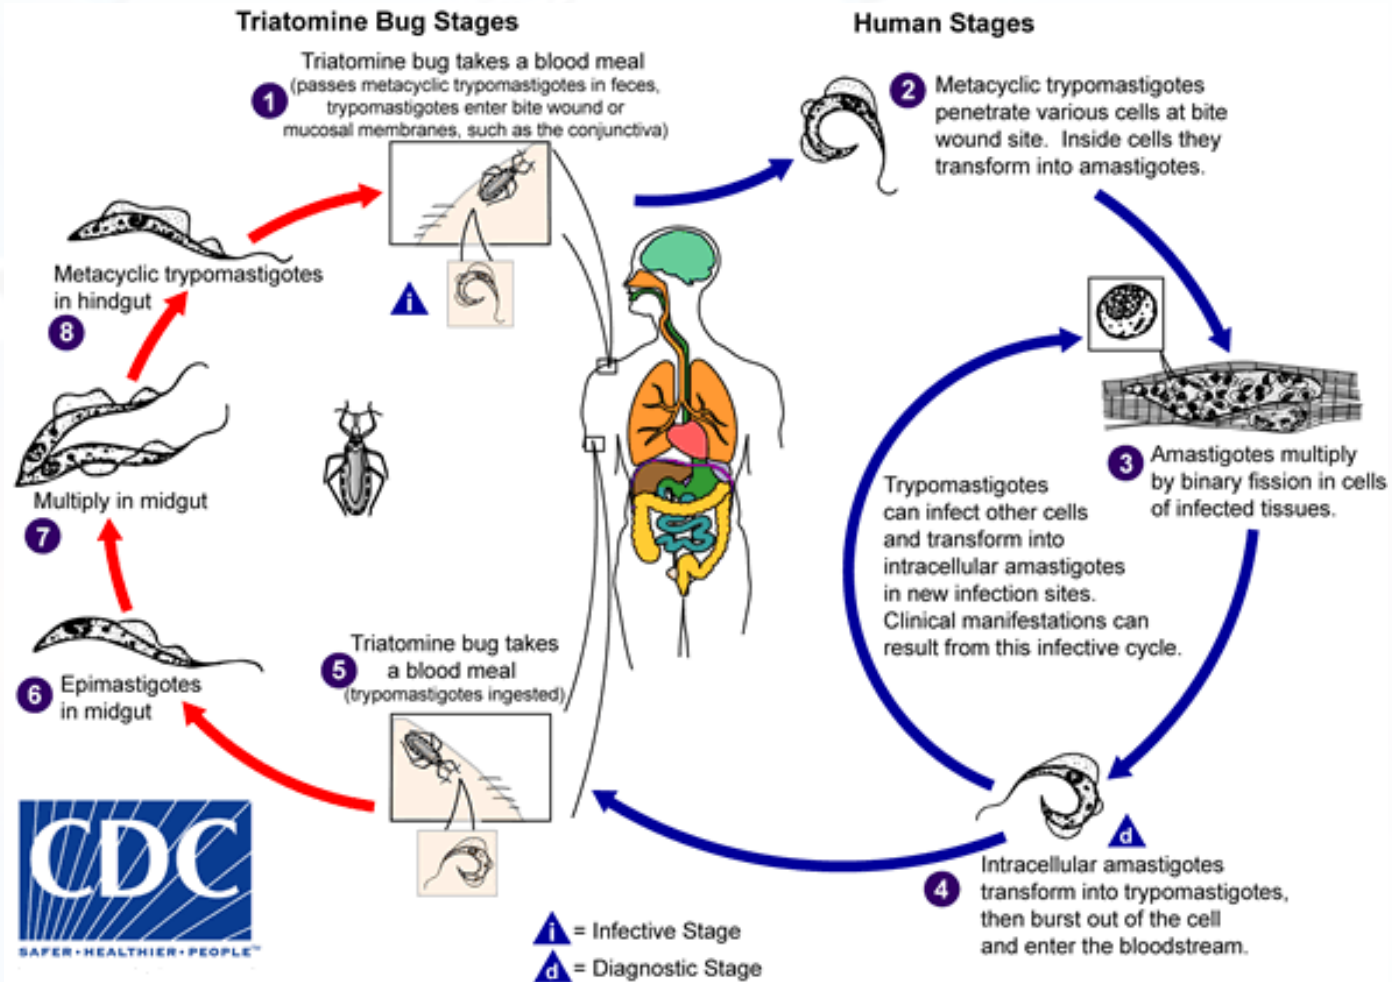 Triatomine Bug Stages
Human Stages
1
Triatomine bug takes a blood meal
(passes metacyclic trypomastigotes in feces,
trypomastigotes enter bite wound or
mucosal membranes, such as the conjunctiva)
2
Metacyclic trypomastigotes
penetrate various cells at bite
wound site. Inside cells they
transform into amastigotes.
i
3
Amastigotes multiply
by binary fission in cells
of infected tissues.
Trypomastigotes
can infect other cells
and transform into
intracellular amastigotes
in new infection sites.
Clinical manifestations can
result from this infective cycle.
d
4
Intracellular amastigotes
transform into trypomastigotes,
then burst out of the cell
and enter the bloodstream.
5
Triatomine bug takes
a blood meal
(trypomastigotes ingested)
6
Epimastigotes
in midgut
Multiply in midgut
7
Metacyclic trypomastigotes
in hindgut
8
i = Infective Stage
d = Diagnostic Stage
CDC
SAFER • HEALTHIER • PEOPLE™